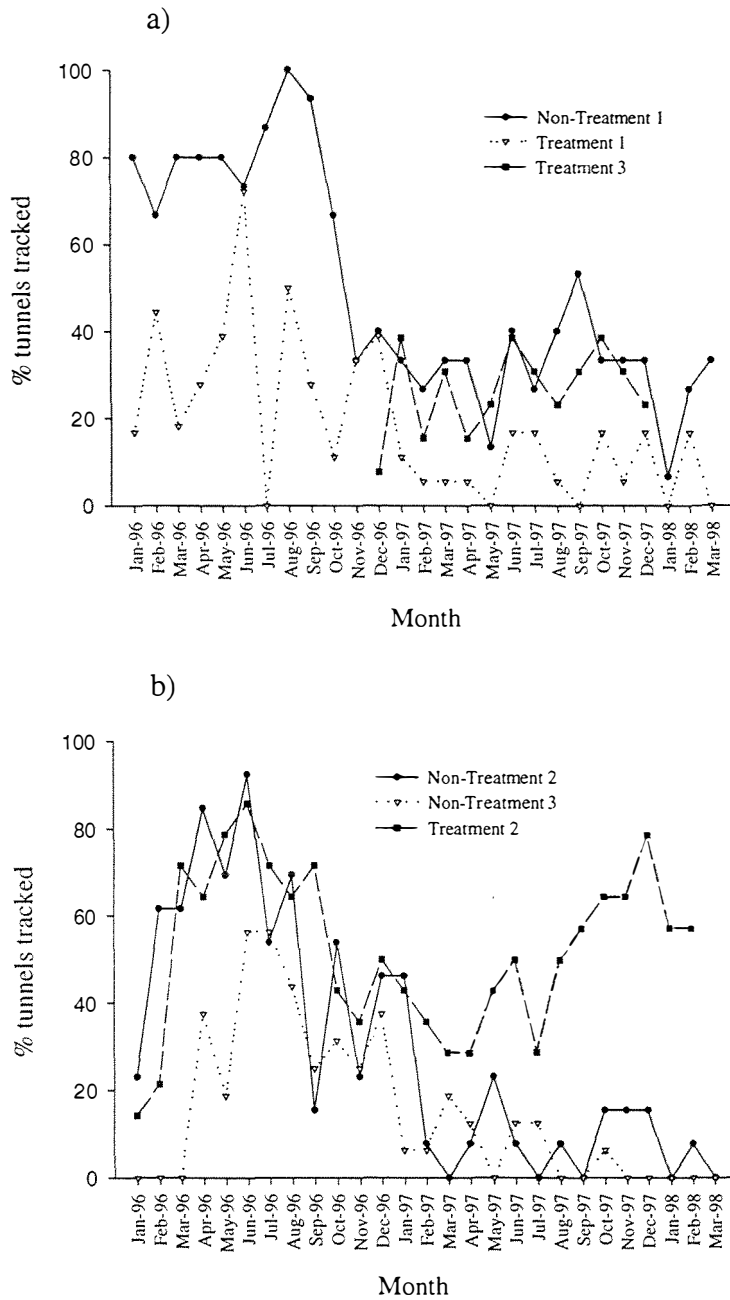 a)
100
80
60
40
20
0
% tunnels tracked
Non-Treatment 1
Treatment 1
Treatment 3
Jan-96
Feb-96
Mar-96
Apr-96
May-96
Jun-96
Jul-96
Aug-96
Sep-96
Oct-96
Nov-96
Dec-96
Jan-97
Feb-97
Mar-97
Apr-97
May-97
Jun-97
Jul-97
Aug-97
Sep-97
Oct-97
Nov-97
Dec-97
Jan-98
Feb-98
Mar-98
Month
b)
100
80
60
40
20
0
% tunnels tracked
Non-Treatment 2
Non-Treatment 3
Treatment 2
Jan-96
Feb-96
Mar-96
Apr-96
May-96
Jun-96
Jul-96
Aug-96
Sep-96
Oct-96
Nov-96
Dec-96
Jan-97
Feb-97
Mar-97
Apr-97
May-97
Jun-97
Jul-97
Aug-97
Sep-97
Oct-97
Nov-97
Dec-97
Jan-98
Feb-98
Mar-98
Month